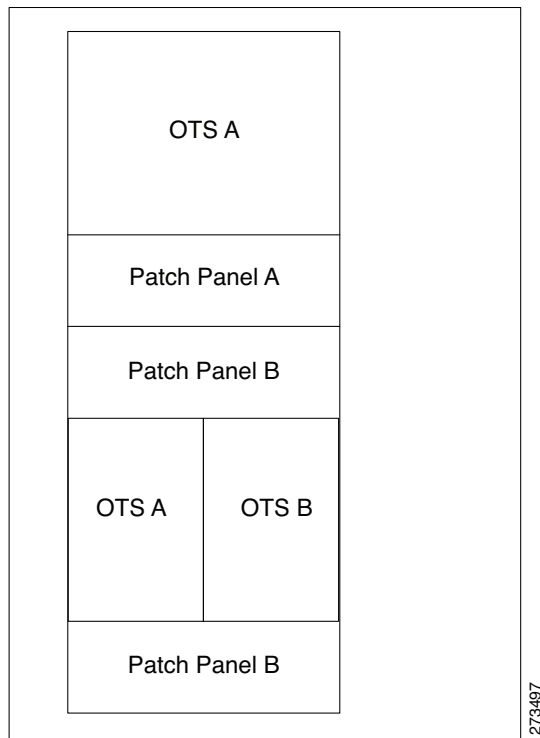 OTS A
Patch Panel A
Patch Panel B
OTS A OTS B
Patch Panel B
273497